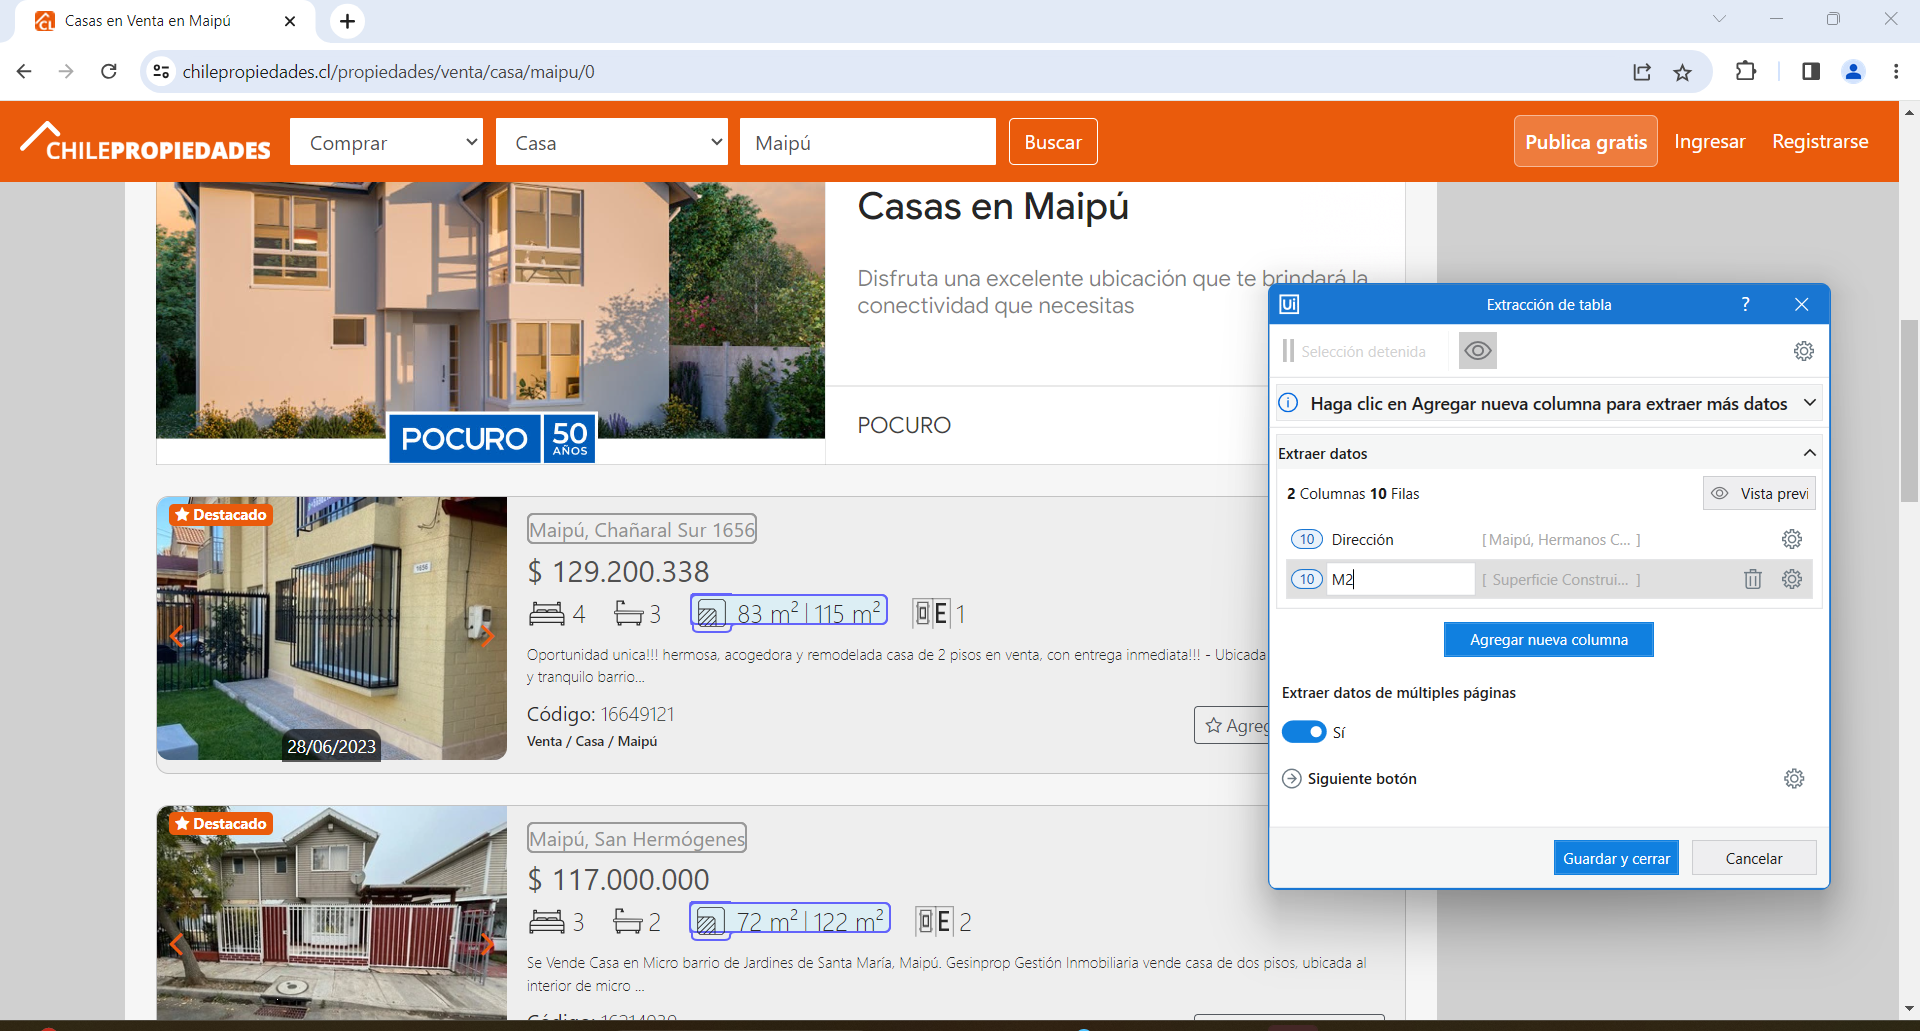 Casas en Venta en Maipú
chilepropiedades.cl/propiedades/venta/casa/maipu/0
CHILEPROPIEDADES
Comprar
Casa
Maipú
Buscar
Publica gratis
Ingresar
Registrarse
Casas en Maipú
Disfruta una excelente ubicación que te brindará la
conectividad que necesitas
POCURO
50
AÑOS
POCURO
Destacado
Maipú, Chañaral Sur 1656
$ 129.200.338
4 3 83 m² | 115 m² E 1
Oportunidad unica!!! hermosa, acogedora y remodelada casa de 2 pisos en venta, con entrega inmediata!!! - Ubicada
y tranquilo barrio...
Código: 16649121
Venta / Casa / Maipú
28/06/2023
Agreg
Destacado
Maipú, San Hermógenes
$ 117.000.000
3 2 72 m² | 122 m² E 2
Se Vende Casa en Micro barrio de Jardines de Santa María, Maipú. Gesinprop Gestión Inmobiliaria vende casa de dos pisos, ubicada al
interior de micro ...
Ui Extracción de tabla ?
Selección detenida
Haga clic en Agregar nueva columna para extraer más datos
Extraer datos
2 Columnas 10 Filas
Vista previ
10 Dirección [ Maipú, Hermanos C... ]
10 M2 [ Superficie Construi... ]
Agregar nueva columna
Extraer datos de múltiples páginas
Sí
Siguiente botón
Guardar y cerrar
Cancelar